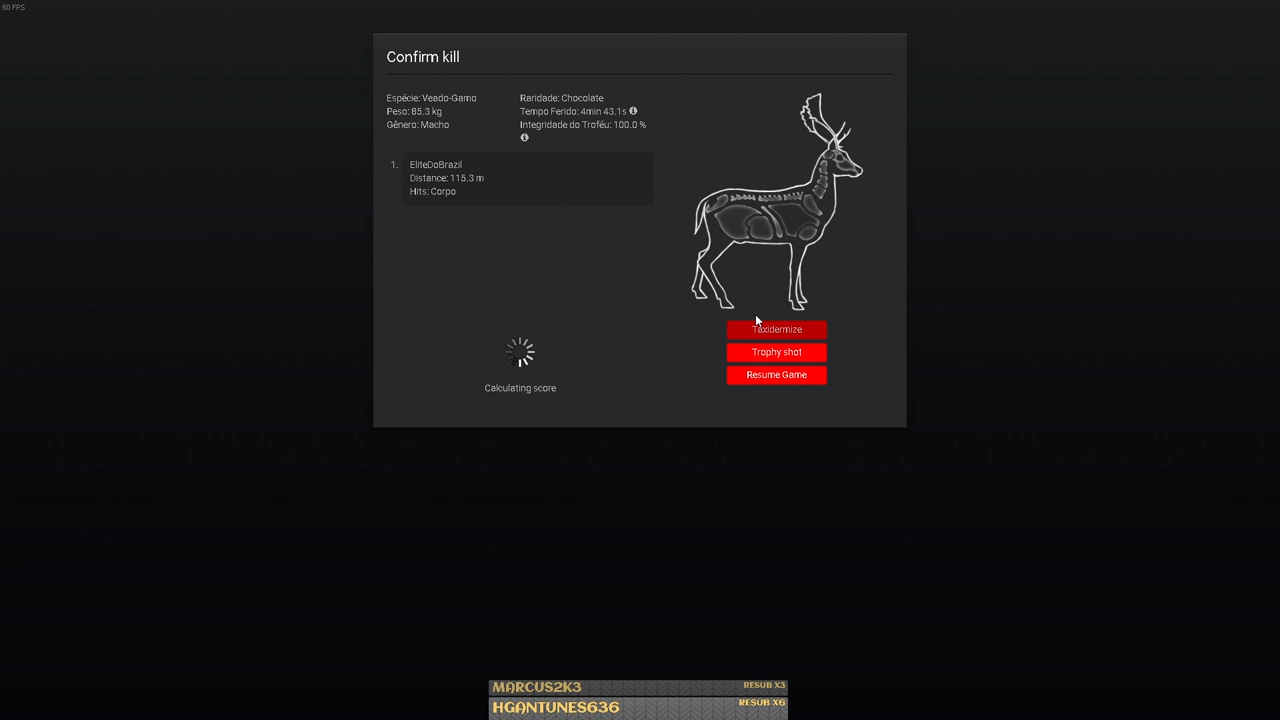 60 FPS
Confirm kill
Espécie: Veado-Gamo
Peso: 85.3 kg
Gênero: Macho
Raridade: Chocolate
Tempo Ferido: 4min 43.1s
Integridade do Troféu: 100.0 %
1.
EliteDoBrazil
Distance: 115.3 m
Hits: Corpo
Calculating score
Taxidermize
Trophy shot
Resume Game
MARCUS2K3 RESUB X3
HGANTUNES636 RESUB X6